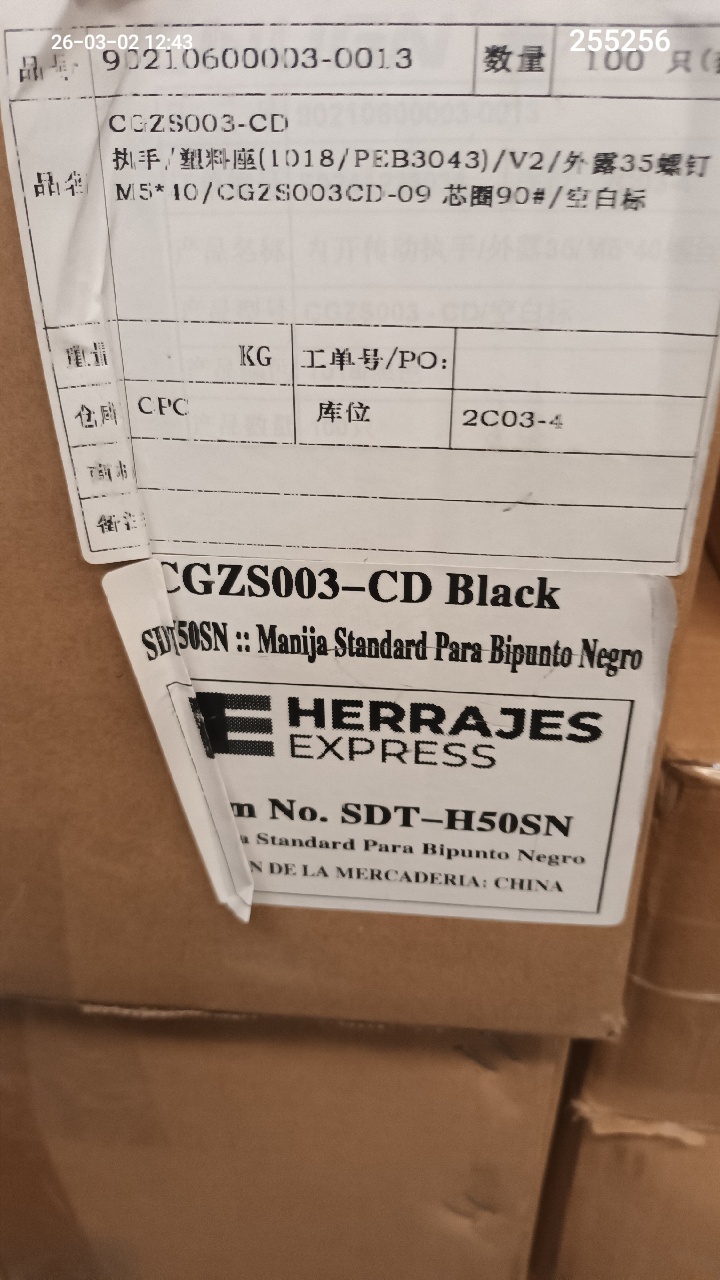 26-03-02 12:43
255256
品号 90210600003-0013 数量 100 只
CGZS003-CD
品名 执手/塑料座(1018/PEB3043)/V2/外露35螺钉
M5*40/CGZS003CD-09 芯圈90#/空白标
重量 KG 工单号/PO:
仓库 CPC 库位 2C03-4
备注
CGZS003-CD Black
50SN :: Manija Standard Para Bipunto Negro
HERRAJES
EXPRESS
No. SDT-H50SN
Standard Para Bipunto Negro
DE LA MERCADERIA: CHINA